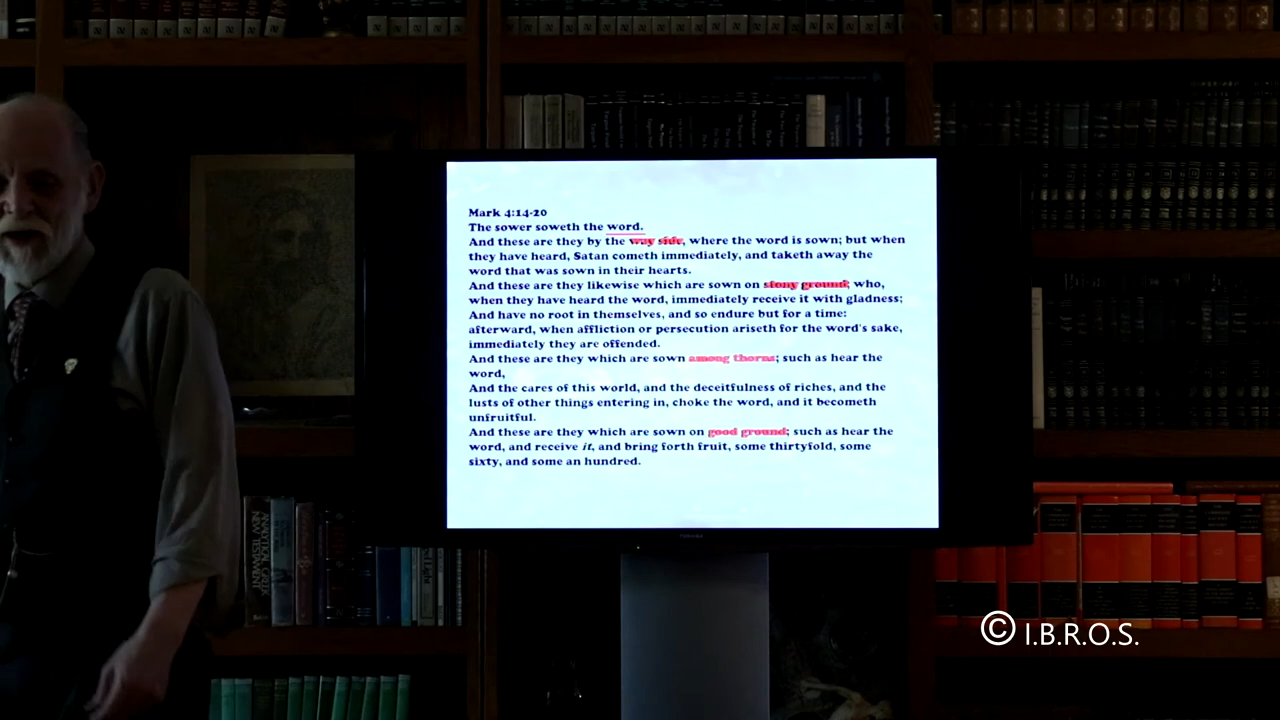 Mark 4:14-20
The sower soweth the word.
And these are they by the way side, where the word is sown; but when
they have heard, Satan cometh immediately, and taketh away the
word that was sown in their hearts.
And these are they likewise which are sown on stony ground; who,
when they have heard the word, immediately receive it with gladness;
And have no root in themselves, and so endure but for a time:
afterward, when affliction or persecution ariseth for the word's sake,
immediately they are offended.
And these are they which are sown among thorns; such as hear the
word,
And the cares of this world, and the deceitfulness of riches, and the
lusts of other things entering in, choke the word, and it becometh
unfruitful.
And these are they which are sown on good ground; such as hear the
word, and receive it, and bring forth fruit, some thirtyfold, some
sixty, and some an hundred.
TOSHIBA
ANALYTICAL GREEK
NEW TESTAMENT
© I.B.R.O.S.